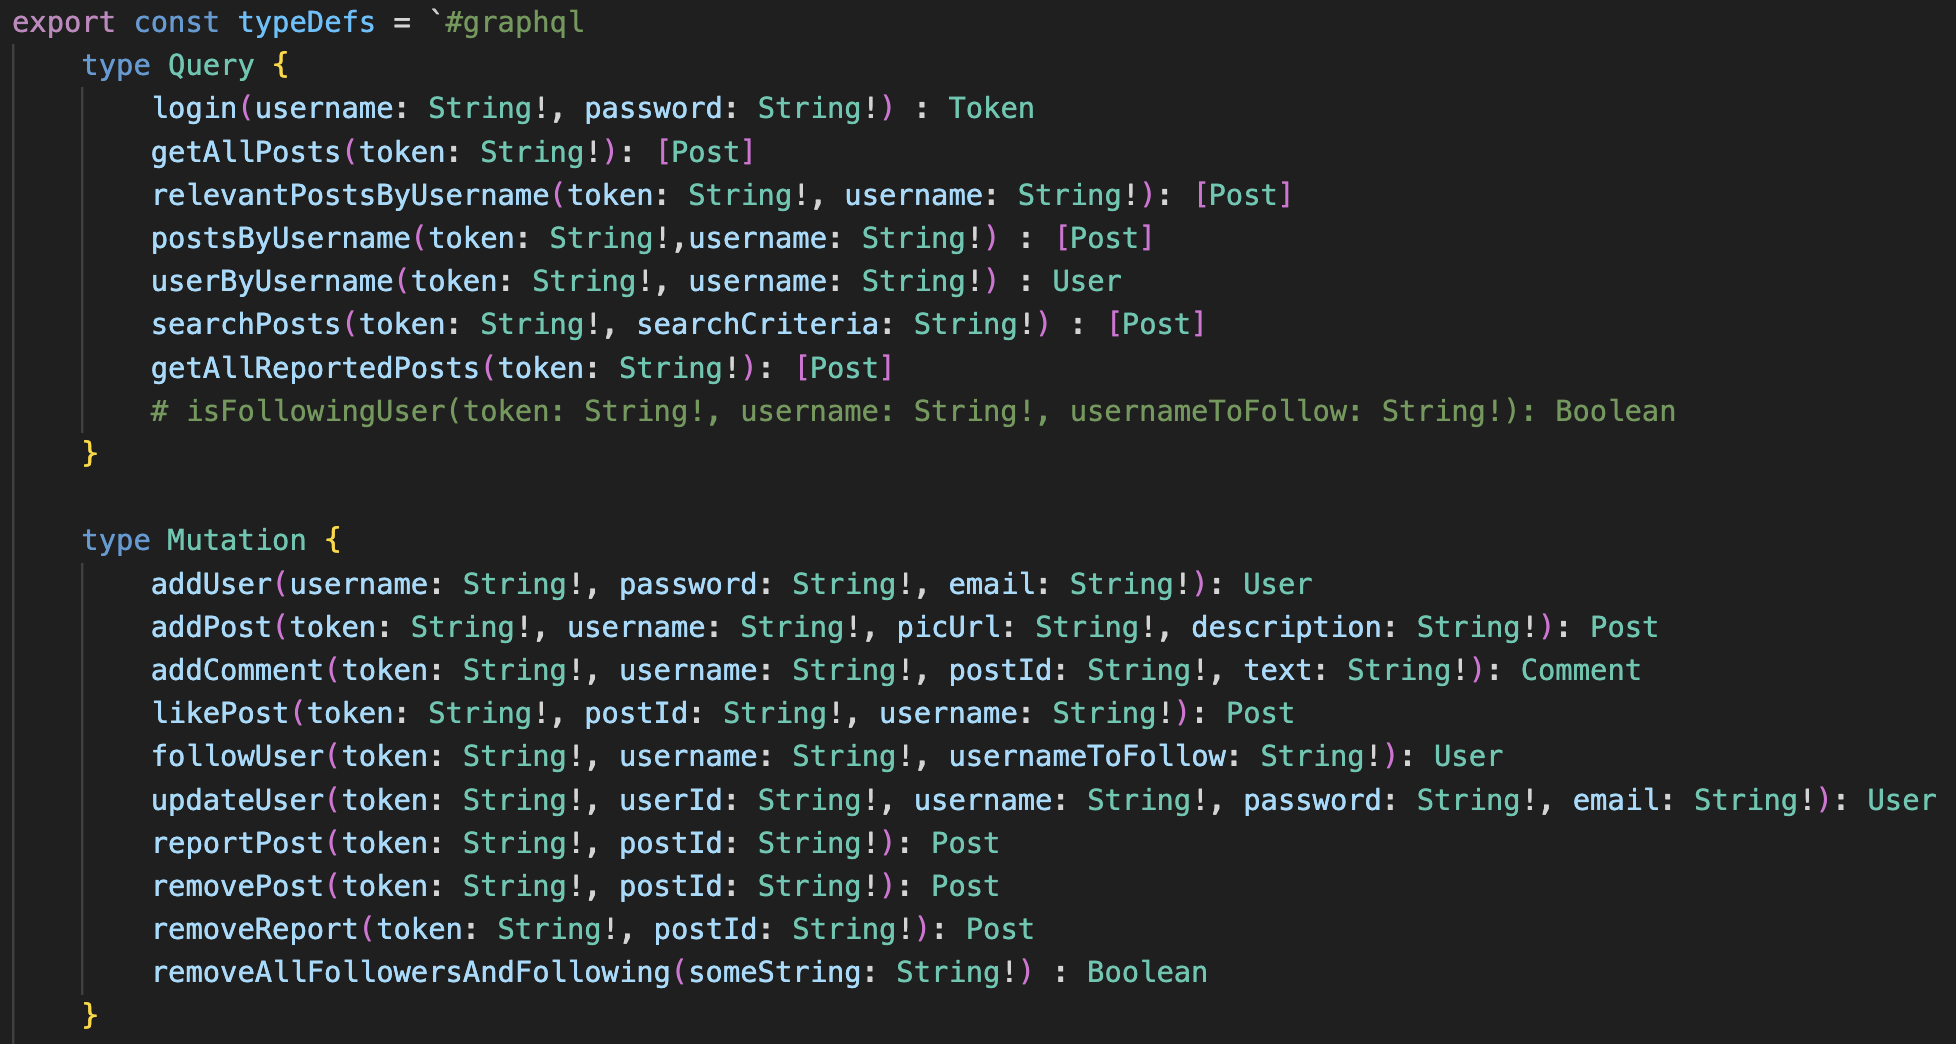 export const typeDefs = `#graphql
type Query {
login(username: String!, password: String!) : Token
getAllPosts(token: String!): [Post]
relevantPostsByUsername(token: String!, username: String!): [Post]
postsByUsername(token: String!,username: String!) : [Post]
userByUsername(token: String!, username: String!) : User
searchPosts(token: String!, searchCriteria: String!) : [Post]
getAllReportedPosts(token: String!): [Post]
# isFollowingUser(token: String!, username: String!, usernameToFollow: String!): Boolean
}
type Mutation {
addUser(username: String!, password: String!, email: String!): User
addPost(token: String!, username: String!, picUrl: String!, description: String!): Post
addComment(token: String!, username: String!, postId: String!, text: String!): Comment
likePost(token: String!, postId: String!, username: String!): Post
followUser(token: String!, username: String!, usernameToFollow: String!): User
updateUser(token: String!, userId: String!, username: String!, password: String!, email: String!): User
reportPost(token: String!, postId: String!): Post
removePost(token: String!, postId: String!): Post
removeReport(token: String!, postId: String!): Post
removeAllFollowersAndFollowing(someString: String!) : Boolean
}